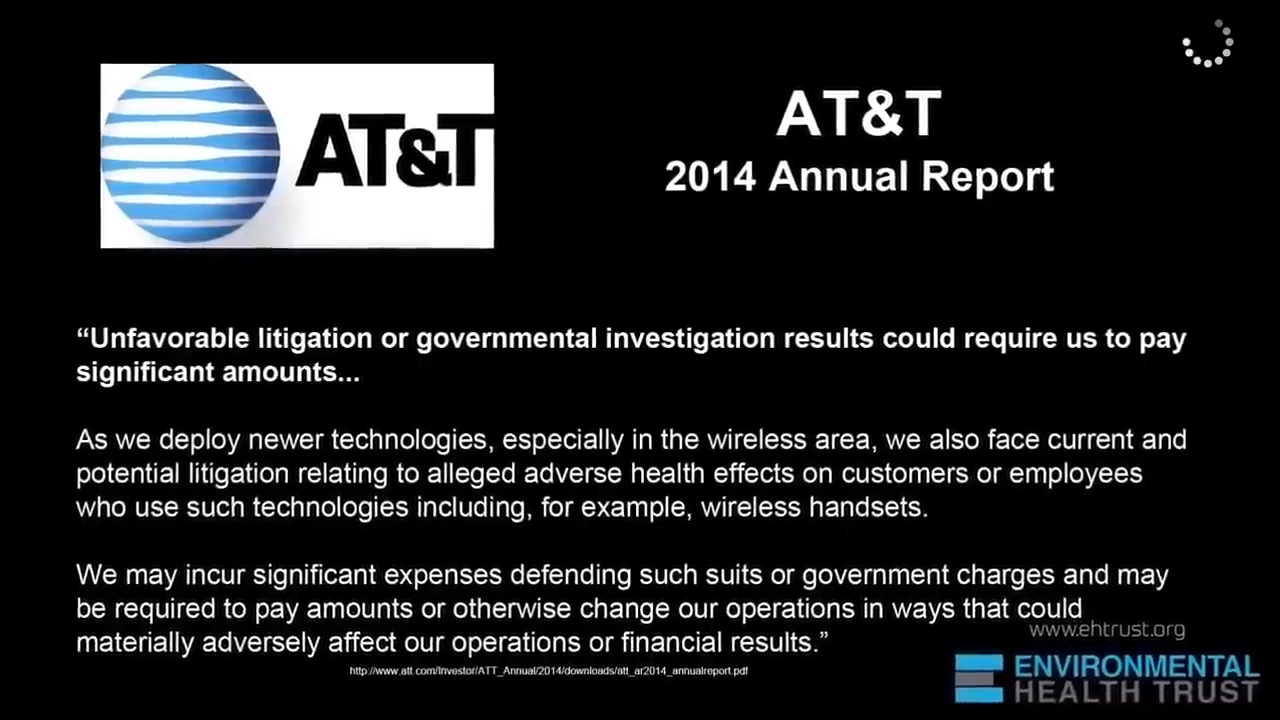 AT&T
AT&T
2014 Annual Report
“Unfavorable litigation or governmental investigation results could require us to pay
significant amounts...
As we deploy newer technologies, especially in the wireless area, we also face current and
potential litigation relating to alleged adverse health effects on customers or employees
who use such technologies including, for example, wireless handsets.
We may incur significant expenses defending such suits or government charges and may
be required to pay amounts or otherwise change our operations in ways that could
materially adversely affect our operations or financial results.”
http://www.att.com/Investor/ATT_Annual/2014/downloads/att_ar2014_annualreport.pdf
www.ehtrust.org
ENVIRONMENTAL
HEALTH TRUST